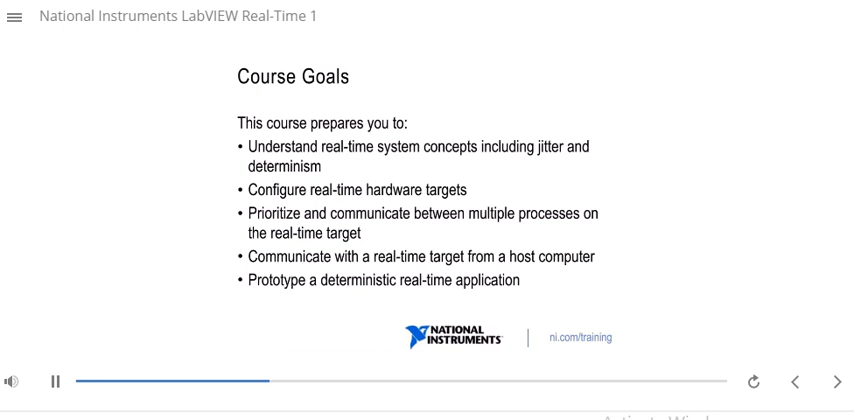 National Instruments LabVIEW Real-Time 1
Course Goals
This course prepares you to:
• Understand real-time system concepts including jitter and
determinism
• Configure real-time hardware targets
• Prioritize and communicate between multiple processes on
the real-time target
• Communicate with a real-time target from a host computer
• Prototype a deterministic real-time application
NATIONAL
INSTRUMENTS
ni.com/training